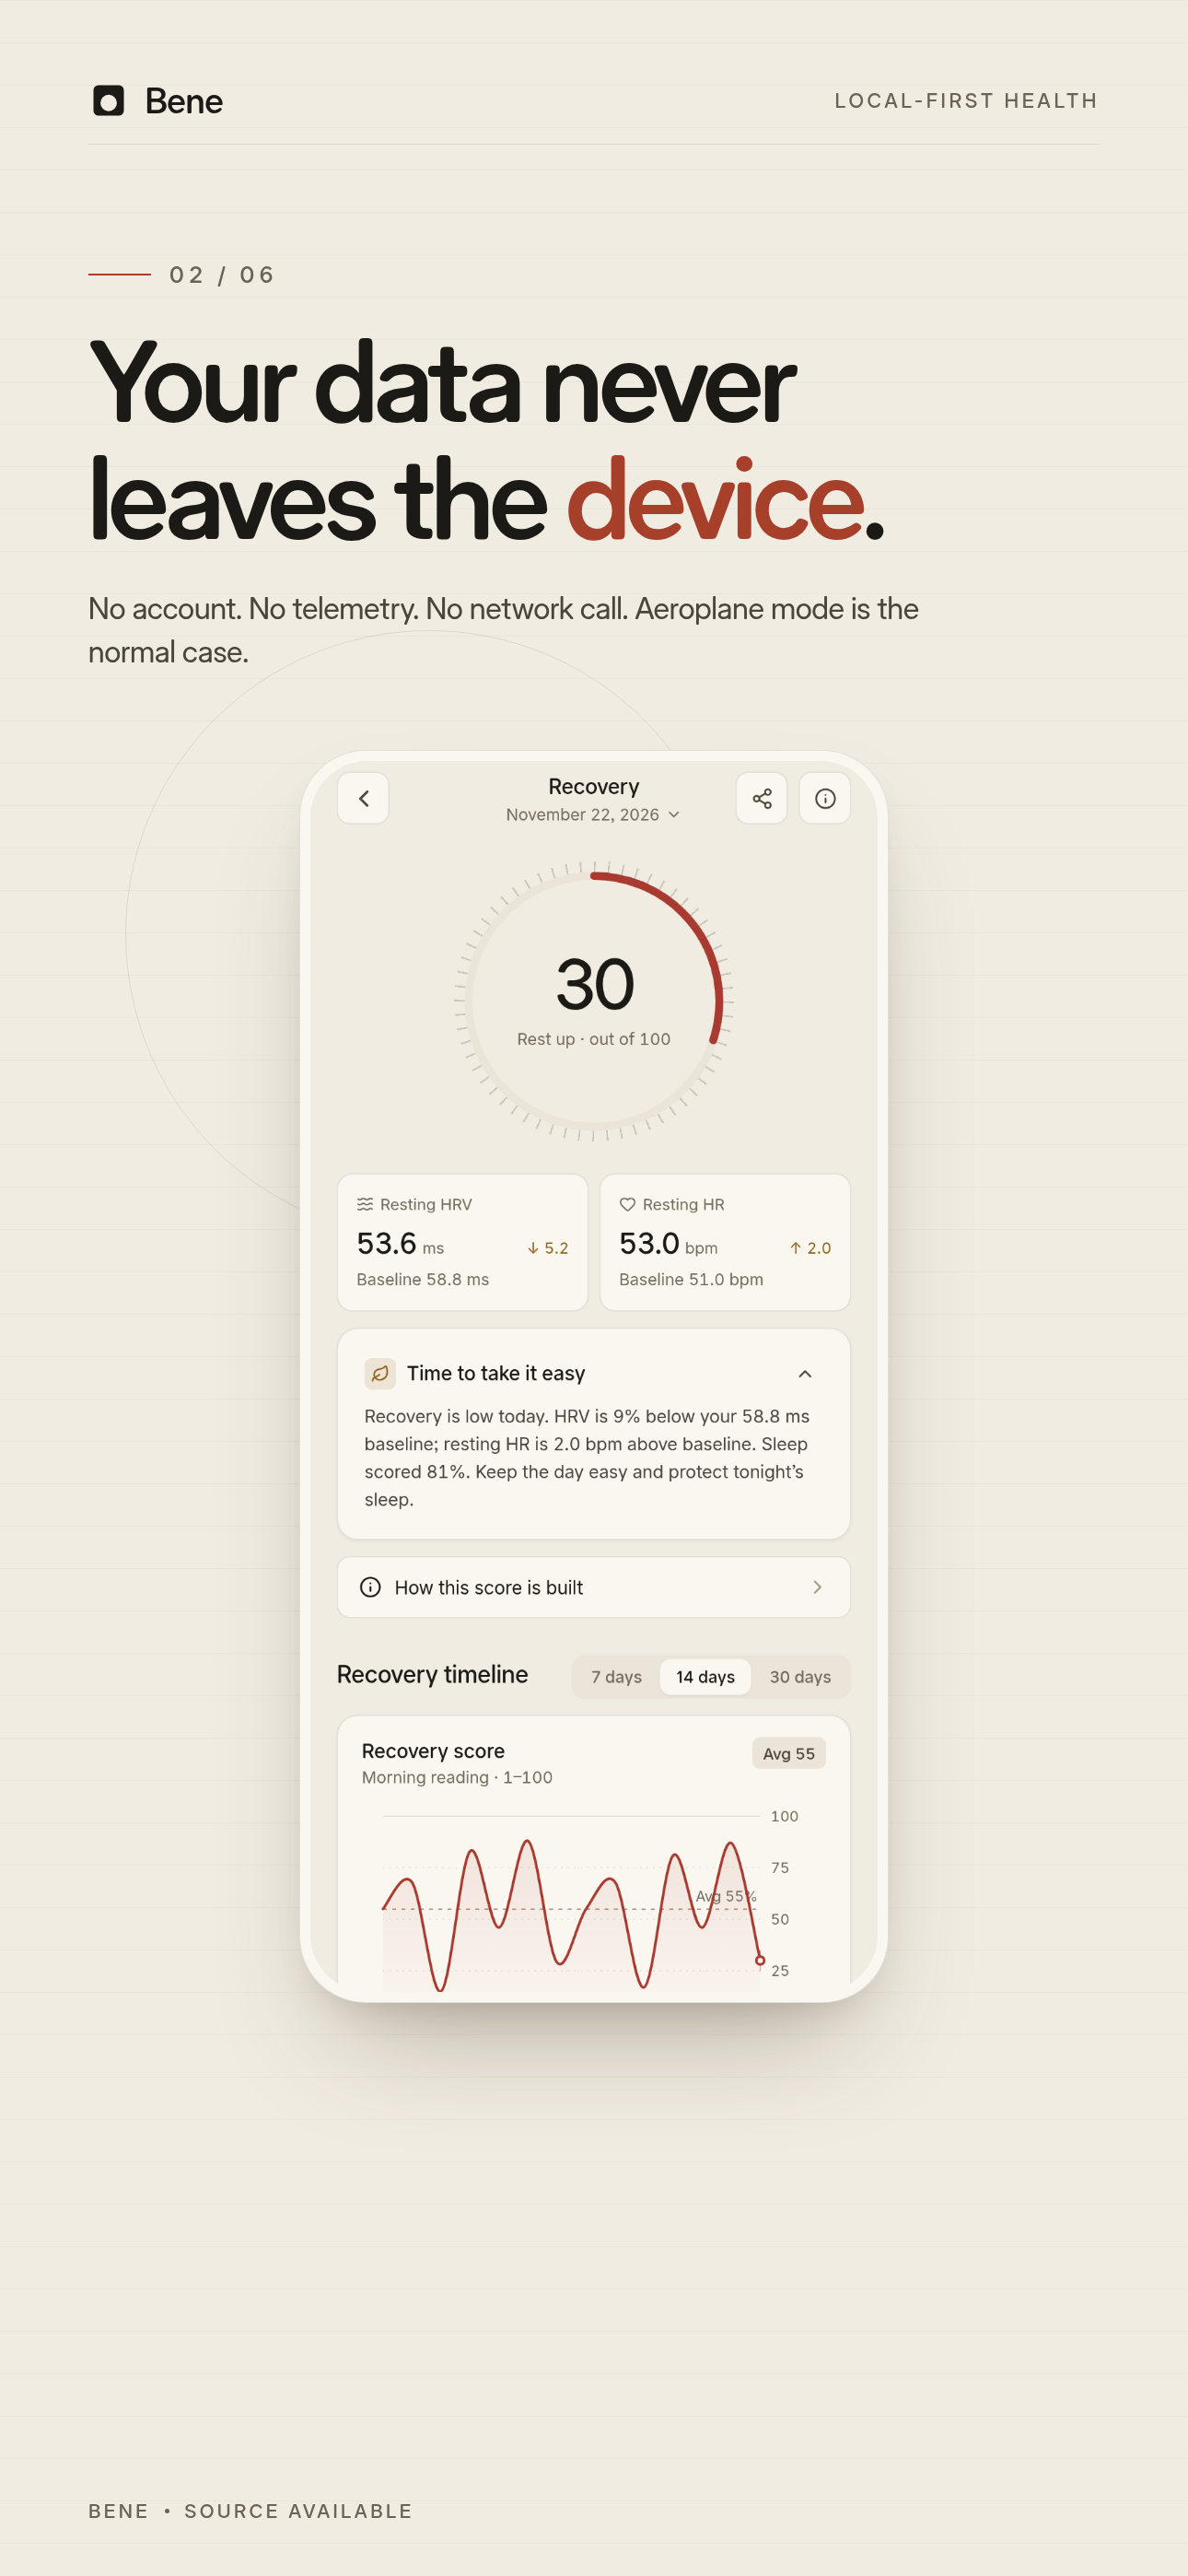 Bene
LOCAL-FIRST HEALTH
02 / 06
Your data never
leaves the device.
No account. No telemetry. No network call. Aeroplane mode is the
normal case.
Recovery
November 22, 2026
30
Rest up · out of 100
Resting HRV
53.6 ms
↓ 5.2
Baseline 58.8 ms
Resting HR
53.0 bpm
↑ 2.0
Baseline 51.0 bpm
Time to take it easy
Recovery is low today. HRV is 9% below your 58.8 ms
baseline; resting HR is 2.0 bpm above baseline. Sleep
scored 81%. Keep the day easy and protect tonight’s
sleep.
How this score is built
Recovery timeline
7 days
14 days
30 days
Recovery score
Avg 55
Morning reading · 1–100
100
75
Avg 55%
50
25
BENE • SOURCE AVAILABLE